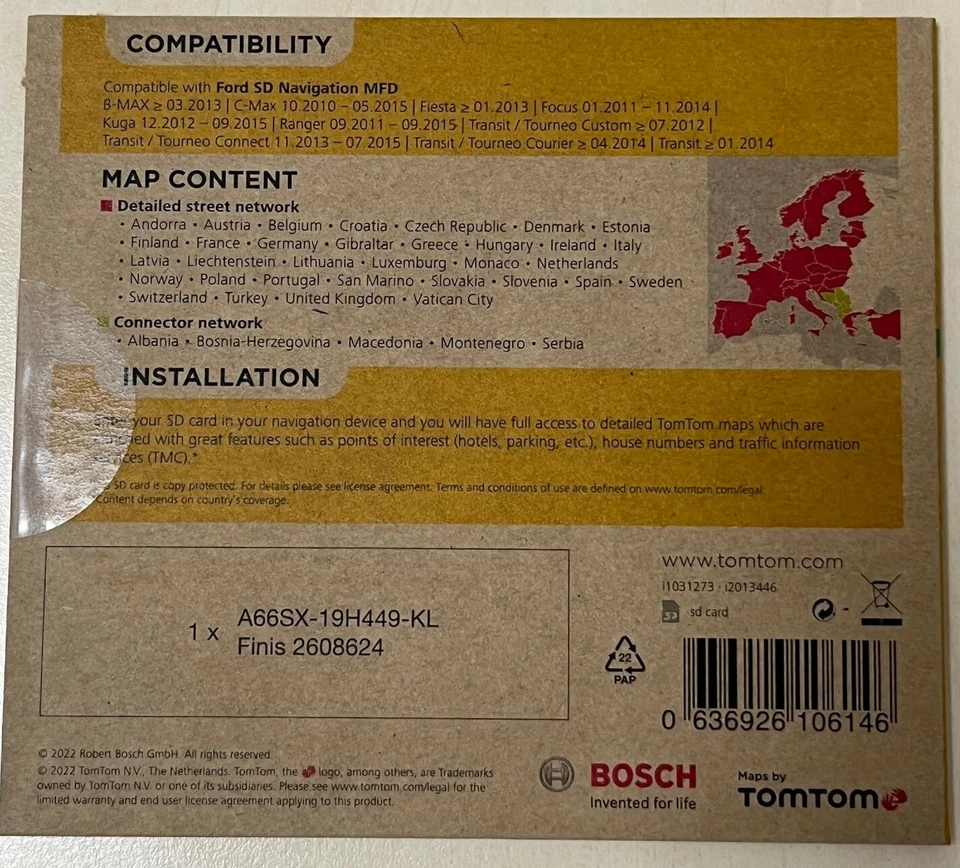 COMPATIBILITY
Compatible with Ford SD Navigation MFD
B-MAX ≥ 03.2013 | C-Max 10.2010 – 05.2015 | Fiesta ≥ 01.2013 | Focus 01.2011 – 11.2014 |
Kuga 12.2012 – 09.2015 | Ranger 09.2011 – 09.2015 | Transit / Tourneo Custom ≥ 07.2012 |
Transit / Tourneo Connect 11.2013 – 07.2015 | Transit / Tourneo Courier ≥ 04.2014 | Transit ≥ 01.2014
MAP CONTENT
Detailed street network
• Andorra • Austria • Belgium • Croatia • Czech Republic • Denmark • Estonia
• Finland • France • Germany • Gibraltar • Greece • Hungary • Ireland • Italy
• Latvia • Liechtenstein • Lithuania • Luxemburg • Monaco • Netherlands
• Norway • Poland • Portugal • San Marino • Slovakia • Slovenia • Spain • Sweden
• Switzerland • Turkey • United Kingdom • Vatican City
Connector network
• Albania • Bosnia-Herzegovina • Macedonia • Montenegro • Serbia
INSTALLATION
your SD card in your navigation device and you will have full access to detailed TomTom maps which are
with great features such as points of interest (hotels, parking, etc.), house numbers and traffic information
(TMC).*
SD card is copy protected. For details please see license agreement. Terms and conditions of use are defined on www.tomtom.com/legal.
Content depends on country's coverage.
1 x A66SX-19H449-KL
Finis 2608624
www.tomtom.com
i1031273 - i2013446
SD sd card
22
PAP
0 636926 106146
© 2022 Robert Bosch GmbH. All rights reserved.
© 2022 TomTom N.V., The Netherlands. TomTom, the logo, among others, are Trademarks
owned by TomTom N.V. or one of its subsidiaries. Please see www.tomtom.com/legal for the
limited warranty and end user license agreement applying to this product.
BOSCH
Invented for life
Maps by
TOMTOM